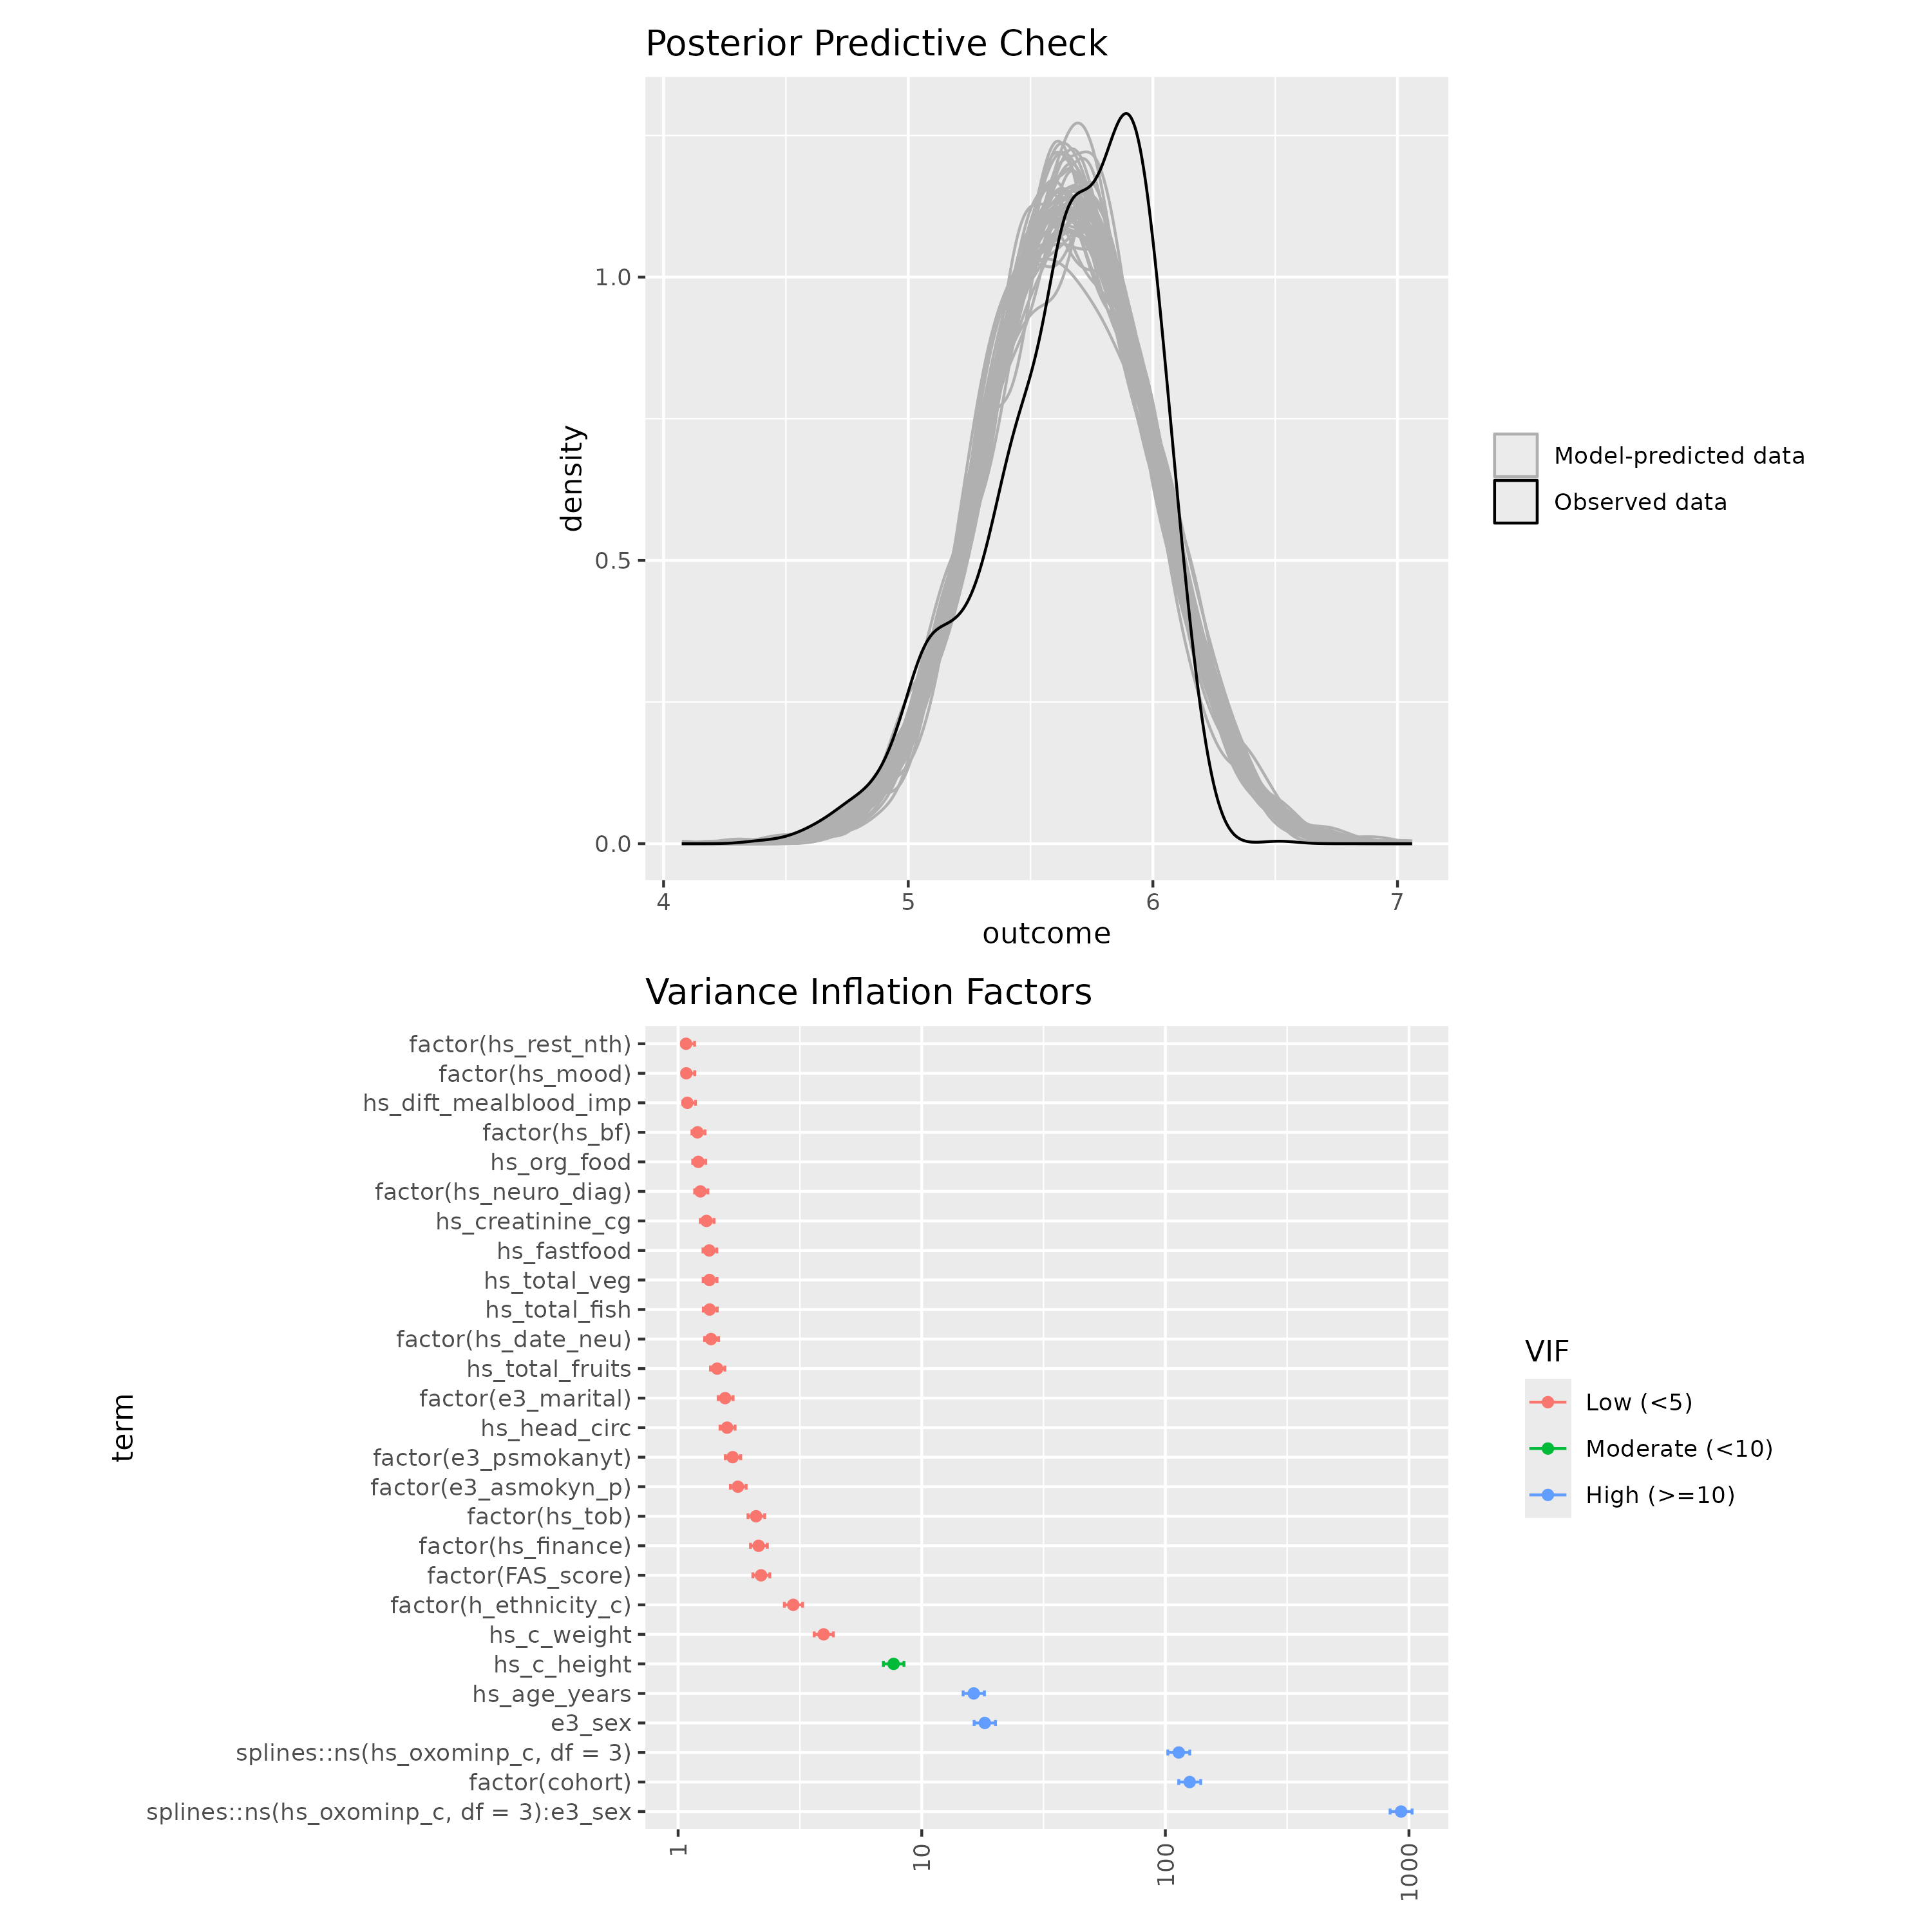 Posterior Predictive Check
density
1.0
0.5
0.0
4 5 6 7
outcome
Model-predicted data
Observed data
Variance Inflation Factors
term
factor(hs_rest_nth)
factor(hs_mood)
hs_dift_mealblood_imp
factor(hs_bf)
hs_org_food
factor(hs_neuro_diag)
hs_creatinine_cg
hs_fastfood
hs_total_veg
hs_total_fish
factor(hs_date_neu)
hs_total_fruits
factor(e3_marital)
hs_head_circ
factor(e3_psmokanyt)
factor(e3_asmokyn_p)
factor(hs_tob)
factor(hs_finance)
factor(FAS_score)
factor(h_ethnicity_c)
hs_c_weight
hs_c_height
hs_age_years
e3_sex
splines::ns(hs_oxominp_c, df = 3)
factor(cohort)
splines::ns(hs_oxominp_c, df = 3):e3_sex
1 10 100 1000
VIF
Low (<5)
Moderate (<10)
High (>=10)